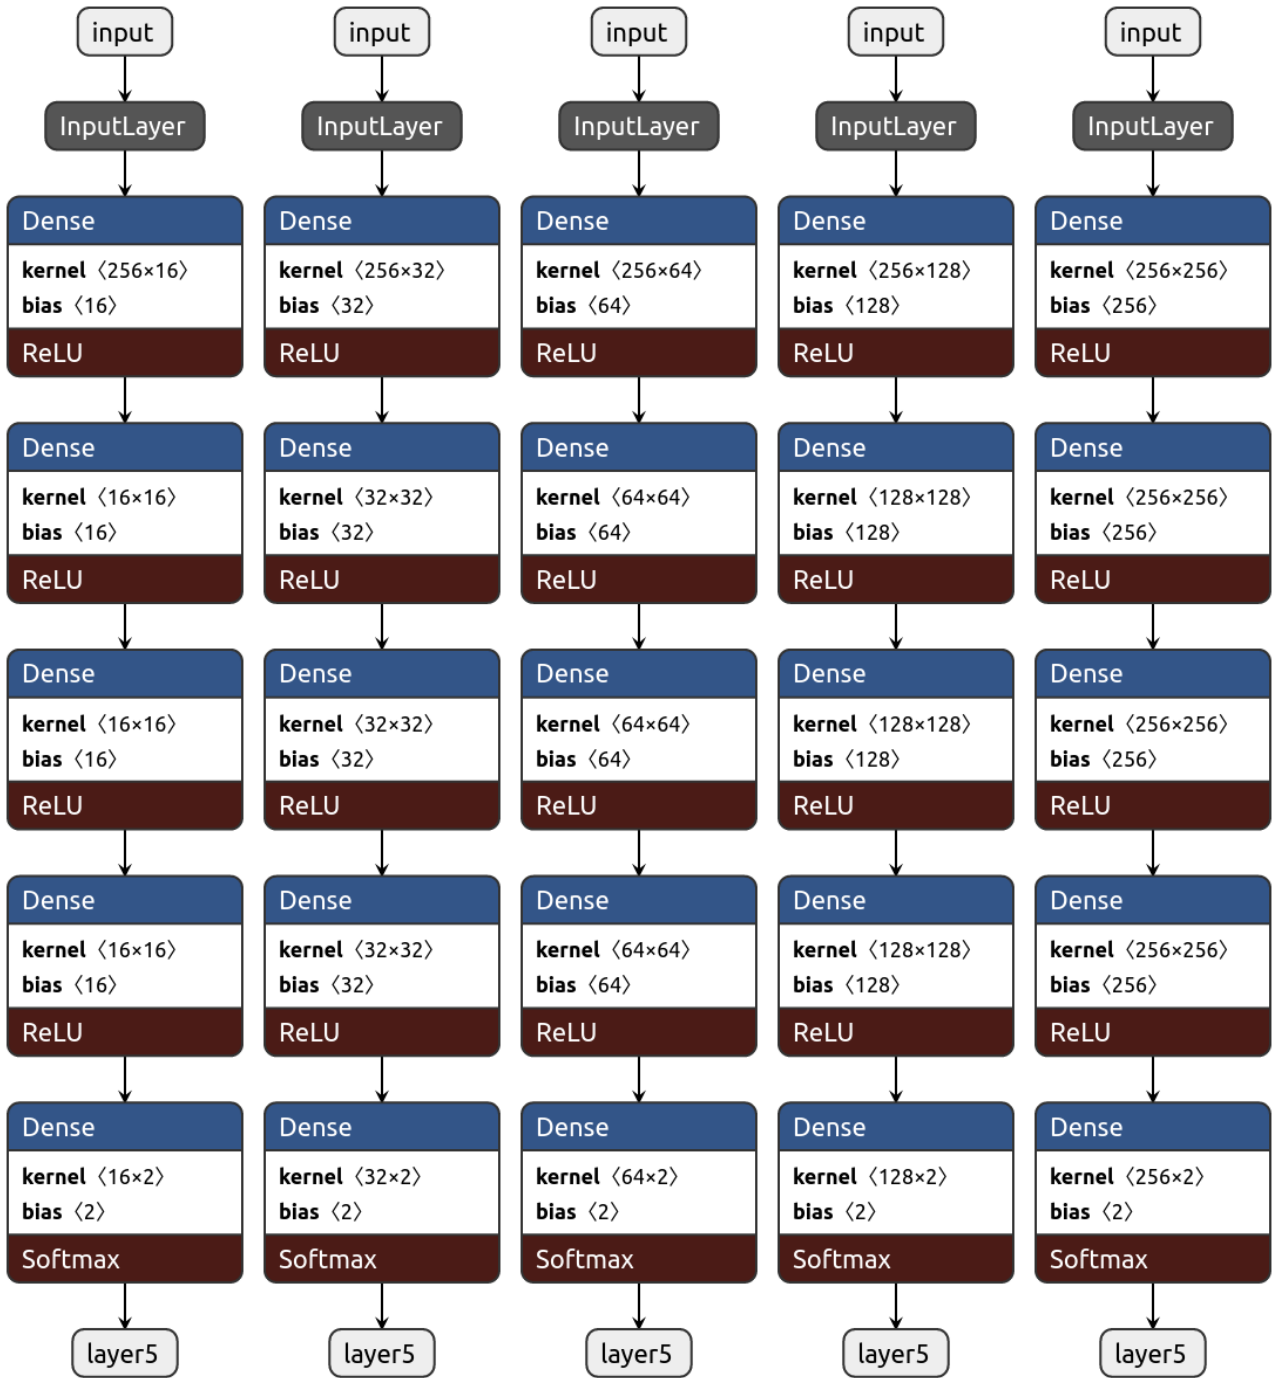 input
InputLayer
Dense
kernel 〈256×16〉
bias 〈16〉
ReLU
Dense
kernel 〈16×16〉
bias 〈16〉
ReLU
Dense
kernel 〈16×16〉
bias 〈16〉
ReLU
Dense
kernel 〈16×16〉
bias 〈16〉
ReLU
Dense
kernel 〈16×2〉
bias 〈2〉
Softmax
layer5
input
InputLayer
Dense
kernel 〈256×32〉
bias 〈32〉
ReLU
Dense
kernel 〈32×32〉
bias 〈32〉
ReLU
Dense
kernel 〈32×32〉
bias 〈32〉
ReLU
Dense
kernel 〈32×32〉
bias 〈32〉
ReLU
Dense
kernel 〈32×2〉
bias 〈2〉
Softmax
layer5
input
InputLayer
Dense
kernel 〈256×64〉
bias 〈64〉
ReLU
Dense
kernel 〈64×64〉
bias 〈64〉
ReLU
Dense
kernel 〈64×64〉
bias 〈64〉
ReLU
Dense
kernel 〈64×64〉
bias 〈64〉
ReLU
Dense
kernel 〈64×2〉
bias 〈2〉
Softmax
layer5
input
InputLayer
Dense
kernel 〈256×128〉
bias 〈128〉
ReLU
Dense
kernel 〈128×128〉
bias 〈128〉
ReLU
Dense
kernel 〈128×128〉
bias 〈128〉
ReLU
Dense
kernel 〈128×128〉
bias 〈128〉
ReLU
Dense
kernel 〈128×2〉
bias 〈2〉
Softmax
layer5
input
InputLayer
Dense
kernel 〈256×256〉
bias 〈256〉
ReLU
Dense
kernel 〈256×256〉
bias 〈256〉
ReLU
Dense
kernel 〈256×256〉
bias 〈256〉
ReLU
Dense
kernel 〈256×256〉
bias 〈256〉
ReLU
Dense
kernel 〈256×2〉
bias 〈2〉
Softmax
layer5